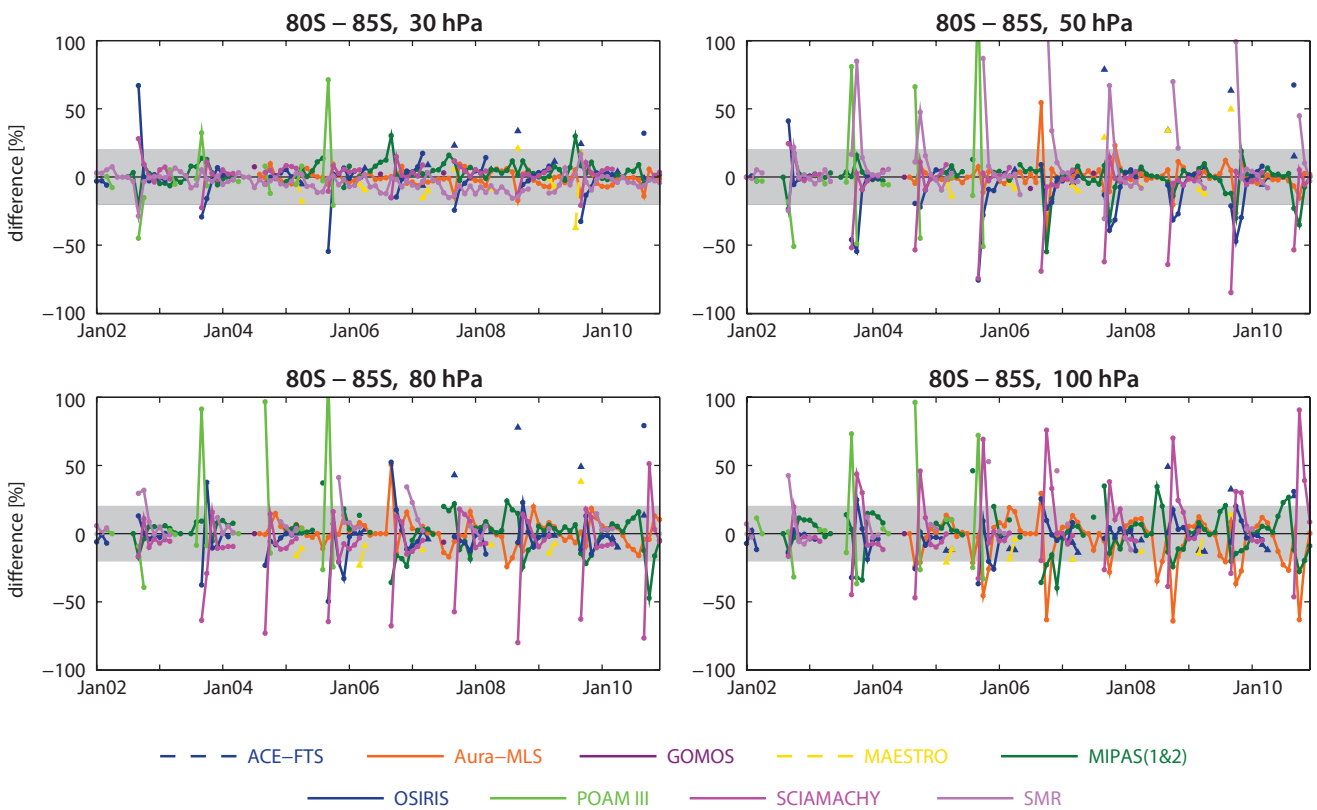 80S – 85S, 30 hPa
80S – 85S, 50 hPa
difference [%]
100
50
0
−50
−100
Jan02
Jan04
Jan06
Jan08
Jan10
100
50
0
−50
−100
Jan02
Jan04
Jan06
Jan08
Jan10
80S – 85S, 80 hPa
80S – 85S, 100 hPa
difference [%]
100
50
0
−50
−100
Jan02
Jan04
Jan06
Jan08
Jan10
100
50
0
−50
−100
Jan02
Jan04
Jan06
Jan08
Jan10
ACE–FTS
Aura–MLS
GOMOS
MAESTRO
MIPAS(1&2)
OSIRIS
POAM III
SCIAMACHY
SMR